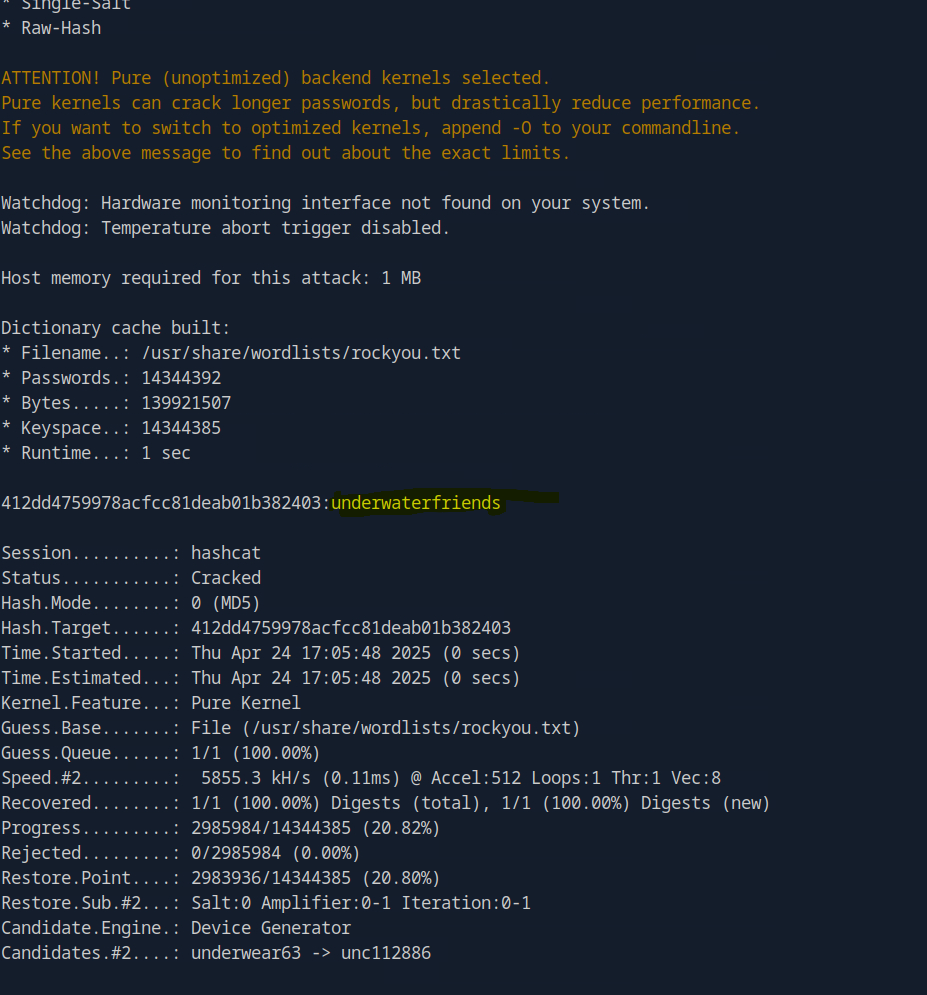 * Single-Salt
* Raw-Hash
ATTENTION! Pure (unoptimized) backend kernels selected.
Pure kernels can crack longer passwords, but drastically reduce performance.
If you want to switch to optimized kernels, append -O to your commandline.
See the above message to find out about the exact limits.
Watchdog: Hardware monitoring interface not found on your system.
Watchdog: Temperature abort trigger disabled.
Host memory required for this attack: 1 MB
Dictionary cache built:
* Filename..: /usr/share/wordlists/rockyou.txt
* Passwords.: 14344392
* Bytes.....: 139921507
* Keyspace..: 14344385
* Runtime...: 1 sec
412dd4759978acfcc81deab01b382403:underwaterfriends
Session..........: hashcat
Status...........: Cracked
Hash.Mode........: 0 (MD5)
Hash.Target......: 412dd4759978acfcc81deab01b382403
Time.Started.....: Thu Apr 24 17:05:48 2025 (0 secs)
Time.Estimated...: Thu Apr 24 17:05:48 2025 (0 secs)
Kernel.Feature...: Pure Kernel
Guess.Base.......: File (/usr/share/wordlists/rockyou.txt)
Guess.Queue......: 1/1 (100.00%)
Speed.#2.........:  5855.3 kH/s (0.11ms) @ Accel:512 Loops:1 Thr:1 Vec:8
Recovered........: 1/1 (100.00%) Digests (total), 1/1 (100.00%) Digests (new)
Progress.........: 2985984/14344385 (20.82%)
Rejected.........: 0/2985984 (0.00%)
Restore.Point....: 2983936/14344385 (20.80%)
Restore.Sub.#2...: Salt:0 Amplifier:0-1 Iteration:0-1
Candidate.Engine.: Device Generator
Candidates.#2....: underwear63 -> unc112886